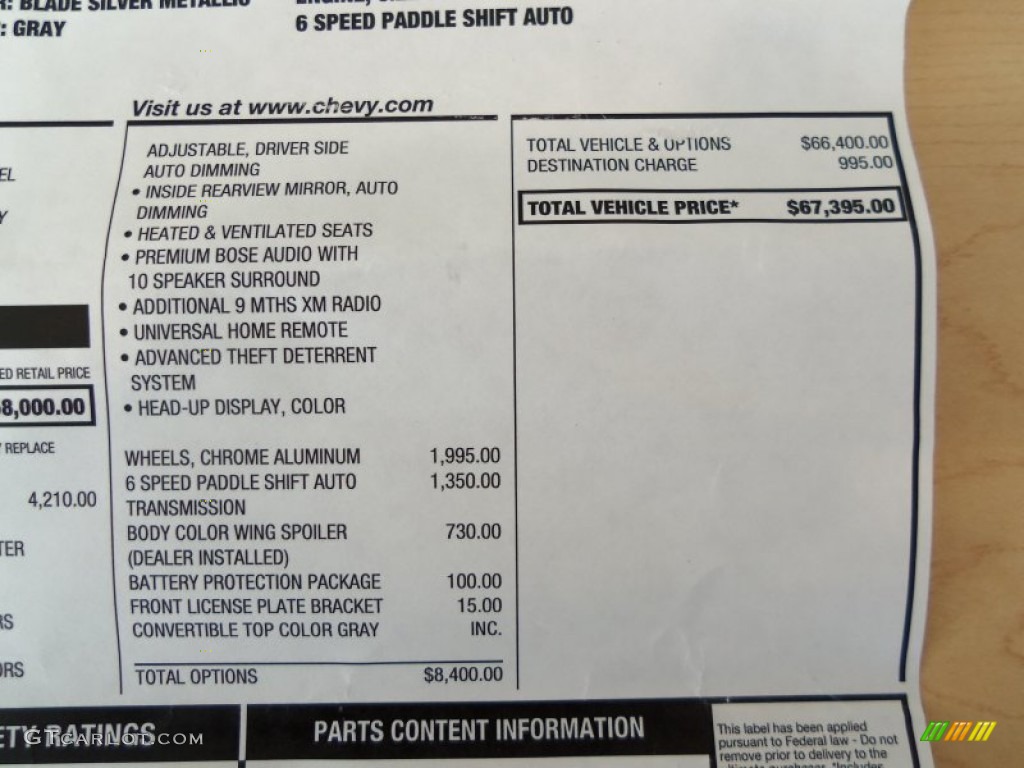 BLADE SILVER METALLIC
: GRAY
6 SPEED PADDLE SHIFT AUTO
Visit us at www.chevy.com
ED RETAIL PRICE
8,000.00
REPLACE
4,210.00
ADJUSTABLE, DRIVER SIDE
AUTO DIMMING
• INSIDE REARVIEW MIRROR, AUTO
DIMMING
• HEATED & VENTILATED SEATS
• PREMIUM BOSE AUDIO WITH
10 SPEAKER SURROUND
• ADDITIONAL 9 MTHS XM RADIO
• UNIVERSAL HOME REMOTE
• ADVANCED THEFT DETERRENT
SYSTEM
• HEAD-UP DISPLAY, COLOR
WHEELS, CHROME ALUMINUM 1,995.00
6 SPEED PADDLE SHIFT AUTO 1,350.00
TRANSMISSION
BODY COLOR WING SPOILER 730.00
(DEALER INSTALLED)
BATTERY PROTECTION PACKAGE 100.00
FRONT LICENSE PLATE BRACKET 15.00
CONVERTIBLE TOP COLOR GRAY INC.
TOTAL OPTIONS $8,400.00
TOTAL VEHICLE & OPTIONS $66,400.00
DESTINATION CHARGE 995.00
TOTAL VEHICLE PRICE* $67,395.00
RATINGS
GTCARLOT.COM
PARTS CONTENT INFORMATION
This label has been applied
pursuant to Federal law - Do not
remove prior to delivery to the